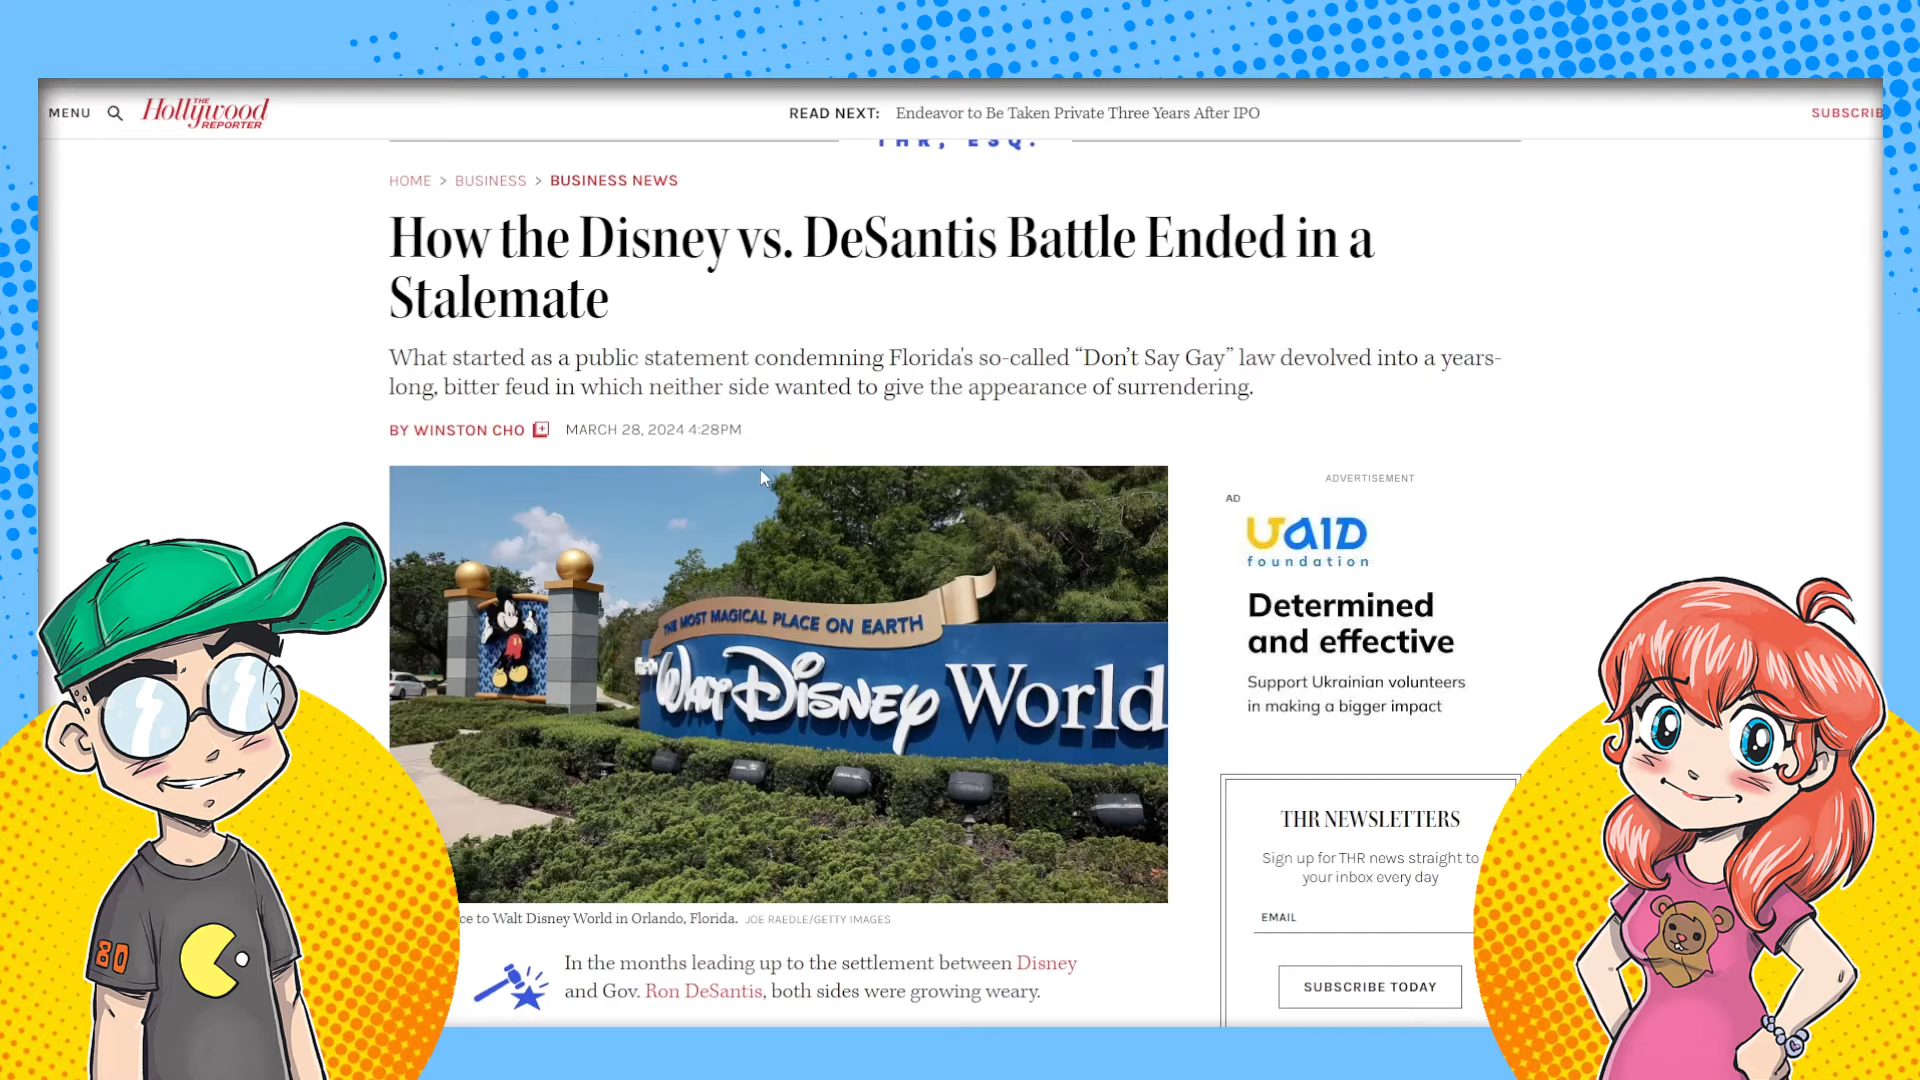 MENU
THE
Hollywood
REPORTER
READ NEXT: Endeavor to Be Taken Private Three Years After IPO
SUBSCRIB
THR, ESQ.
HOME > BUSINESS > BUSINESS NEWS
How the Disney vs. DeSantis Battle Ended in a
Stalemate
What started as a public statement condemning Florida's so-called “Don’t Say Gay” law devolved into a years-
long, bitter feud in which neither side wanted to give the appearance of surrendering.
BY WINSTON CHO MARCH 28, 2024 4:28PM
THE MOST MAGICAL PLACE ON EARTH
Walt Disney World
ce to Walt Disney World in Orlando, Florida. JOE RAEDLE/GETTY IMAGES
In the months leading up to the settlement between Disney
and Gov. Ron DeSantis, both sides were growing weary.
ADVERTISEMENT
AD
UAID
foundation
Determined
and effective
Support Ukrainian volunteers
in making a bigger impact
THR NEWSLETTERS
Sign up for THR news straight to
your inbox every day
EMAIL
SUBSCRIBE TODAY
80